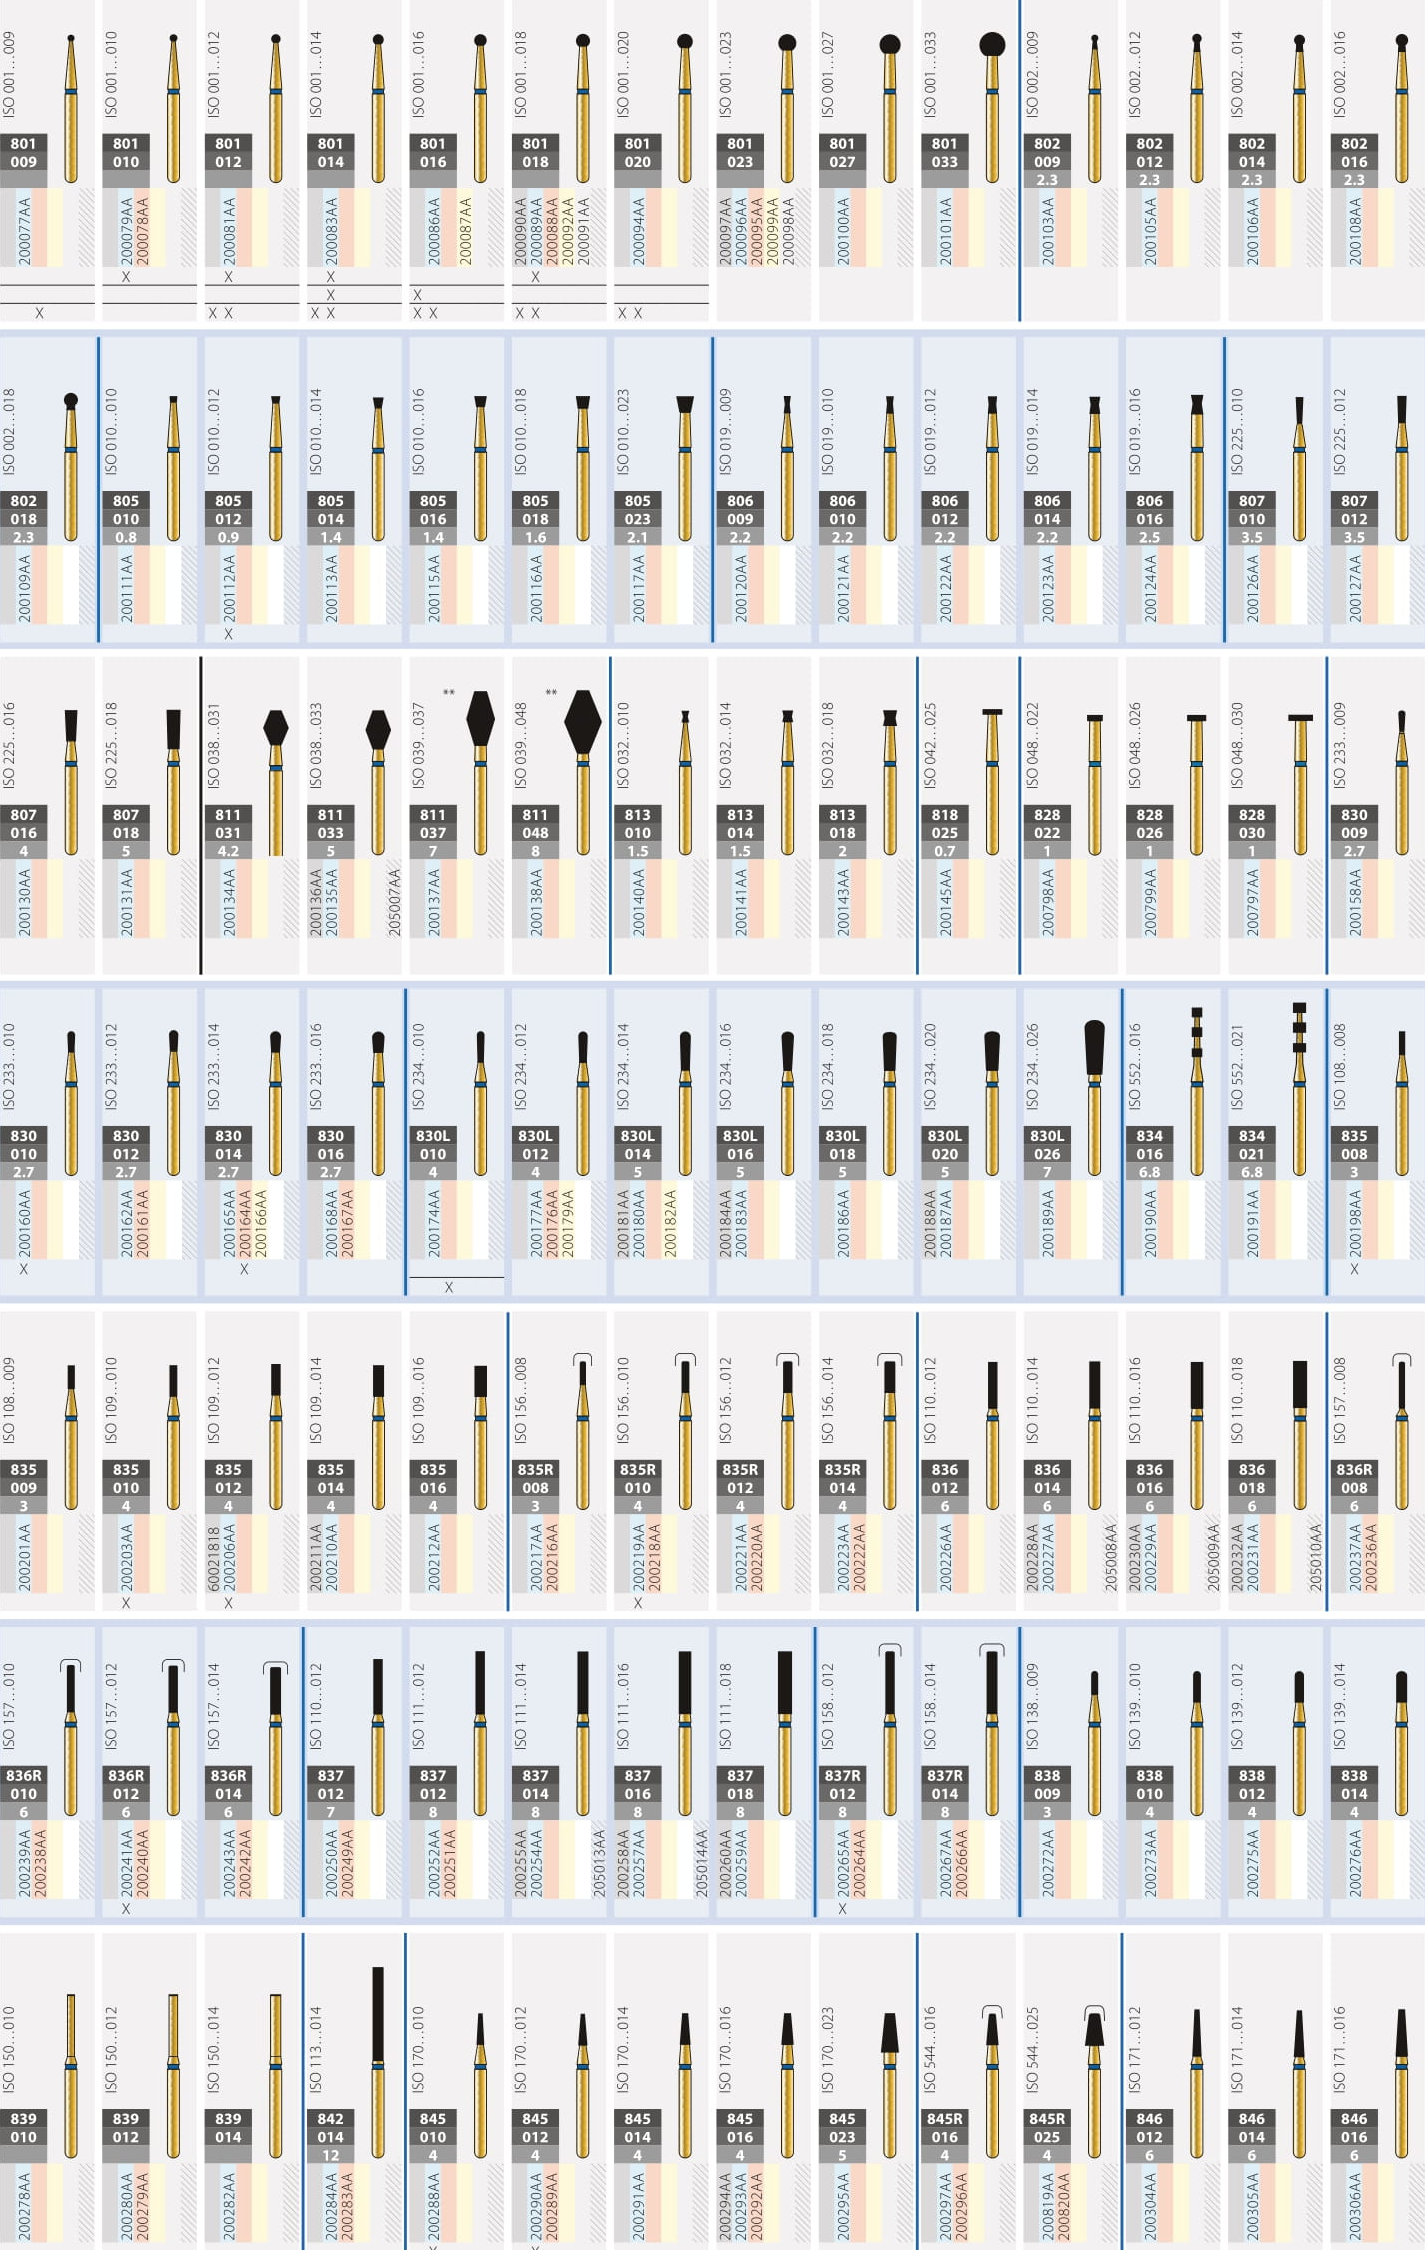 ISO 001...009
801
009
200077AA
X
ISO 001...010
801
010
200079AA
200078AA
X
ISO 001...012
801
012
200081AA
X
X X
ISO 001...014
801
014
200083AA
X
X
X X
ISO 001...016
801
016
200086AA
200087AA
X
X X
ISO 001...018
801
018
200090AA
200089AA
200088AA
200092AA
200091AA
X
X X
ISO 001...020
801
020
200094AA
X X
ISO 001...023
801
023
200097AA
200096AA
200095AA
200099AA
200098AA
ISO 001...027
801
027
200100AA
ISO 001...033
801
033
200101AA
ISO 002...009
802
009
2.3
200103AA
ISO 002...012
802
012
2.3
200105AA
ISO 002...014
802
014
2.3
200106AA
ISO 002...016
802
016
2.3
200108AA
ISO 002...018
802
018
2.3
200109AA
ISO 010...010
805
010
0.8
200111AA
ISO 010...012
805
012
0.9
200112AA
X
ISO 010...014
805
014
1.4
200113AA
ISO 010...016
805
016
1.4
200115AA
ISO 010...018
805
018
1.6
200116AA
ISO 010...023
805
023
2.1
200117AA
ISO 019...009
806
009
2.2
200120AA
ISO 019...010
806
010
2.2
200121AA
ISO 019...012
806
012
2.2
200122AA
ISO 019...014
806
014
2.2
200123AA
ISO 019...016
806
016
2.5
200124AA
ISO 225...010
807
010
3.5
200126AA
ISO 225...012
807
012
3.5
200127AA
ISO 225...016
807
016
4
200130AA
ISO 225...018
807
018
5
200131AA
ISO 038...031
811
031
4.2
200134AA
ISO 038...033
811
033
5
200136AA
200135AA
205007AA
ISO 039...037
**
811
037
7
200137AA
ISO 039...048
**
811
048
8
200138AA
ISO 032...010
813
010
1.5
200140AA
ISO 032...014
813
014
1.5
200141AA
ISO 032...018
813
018
2
200143AA
ISO 042...025
818
025
0.7
200145AA
ISO 048...022
828
022
1
200798AA
ISO 048...026
828
026
1
200799AA
ISO 048...030
828
030
1
200797AA
ISO 233...009
830
009
2.7
200158AA
ISO 233...010
830
010
2.7
200160AA
X
ISO 233...012
830
012
2.7
200162AA
200161AA
ISO 233...014
830
014
2.7
200165AA
200164AA
200166AA
X
ISO 233...016
830
016
2.7
200168AA
200167AA
ISO 234...010
830L
010
4
200174AA
X
ISO 234...012
830L
012
4
200177AA
200176AA
200179AA
ISO 234...014
830L
014
5
200181AA
200180AA
200182AA
ISO 234...016
830L
016
5
200184AA
200183AA
ISO 234...018
830L
018
5
200186AA
ISO 234...020
830L
020
5
200188AA
200187AA
ISO 234...026
830L
026
7
200189AA
ISO 552...016
834
016
6.8
200190AA
ISO 552...021
834
021
6.8
200191AA
ISO 108...008
835
008
3
200198AA
X
ISO 108...009
835
009
3
200201AA
ISO 109...010
835
010
4
200203AA
X
ISO 109...012
835
012
4
60021818
200206AA
X
ISO 109...014
835
014
4
200211AA
200210AA
ISO 109...016
835
016
4
200212AA
ISO 156...008
835R
008
3
200217AA
200216AA
ISO 156...010
835R
010
4
200219AA
200218AA
X
ISO 156...012
835R
012
4
200221AA
200220AA
ISO 156...014
835R
014
4
200223AA
200222AA
ISO 110...012
836
012
6
200226AA
ISO 110...014
836
014
6
200228AA
200227AA
205008AA
ISO 110...016
836
016
6
200230AA
200229AA
205009AA
ISO 110...018
836
018
6
200232AA
200231AA
205010AA
ISO 157...008
836R
008
6
200237AA
200236AA
ISO 157...010
836R
010
6
200239AA
200238AA
ISO 157...012
836R
012
6
200241AA
200240AA
X
ISO 157...014
836R
014
6
200243AA
200242AA
ISO 110...012
837
012
7
200250AA
200249AA
ISO 111...012
837
012
8
200252AA
200251AA
ISO 111...014
837
014
8
200255AA
200254AA
205013AA
ISO 111...016
837
016
8
200258AA
200257AA
205014AA
ISO 111...018
837
018
8
200260AA
200259AA
ISO 158...012
837R
012
8
200265AA
200264AA
X
ISO 158...014
837R
014
8
200267AA
200266AA
ISO 138...009
838
009
3
200272AA
ISO 139...010
838
010
4
200273AA
ISO 139...012
838
012
4
200275AA
ISO 139...014
838
014
4
200276AA
ISO 150...010
839
010
200278AA
ISO 150...012
839
012
200280AA
200279AA
ISO 150...014
839
014
200282AA
ISO 113...014
842
014
12
200284AA
200283AA
ISO 170...010
845
010
4
200288AA
ISO 170...012
845
012
4
200290AA
200289AA
ISO 170...014
845
014
4
200291AA
ISO 170...016
845
016
4
200294AA
200293AA
200292AA
ISO 170...023
845
023
5
200295AA
ISO 544...016
845R
016
4
200297AA
200296AA
ISO 544...025
845R
025
4
200819AA
200820AA
ISO 171...012
846
012
6
200304AA
ISO 171...014
846
014
6
200305AA
ISO 171...016
846
016
6
200306AA